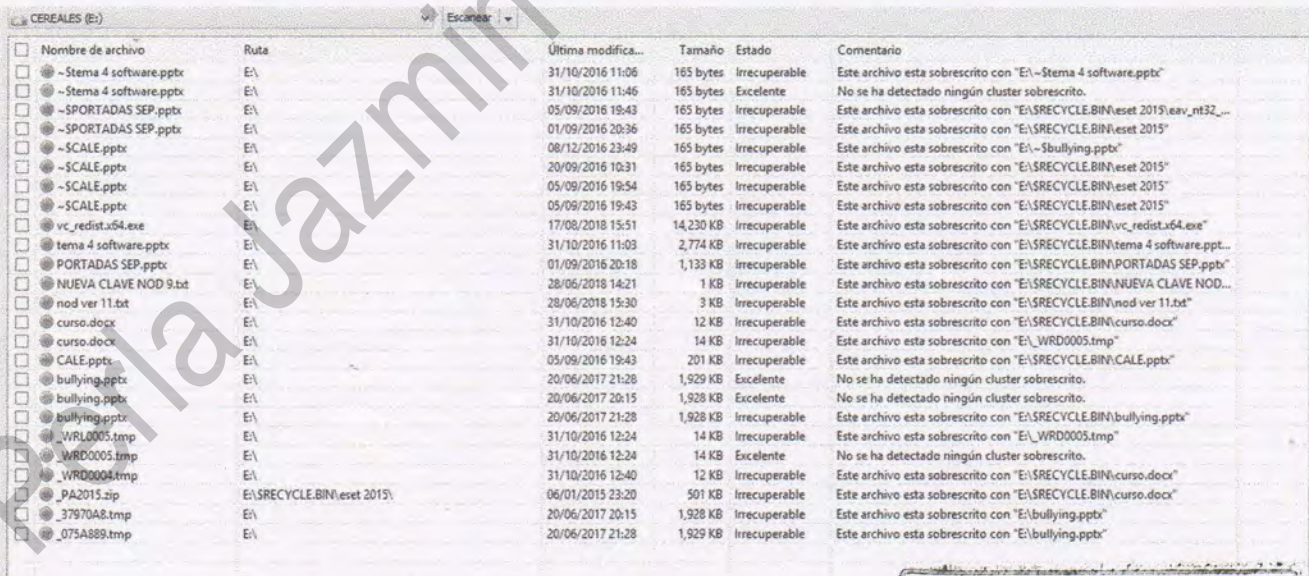 CEREALES (E:) Escanear
Nombre de archivo Ruta Última modifica... Tamaño Estado Comentario
~$tema 4 software.pptx E:\ 31/10/2016 11:06 165 bytes Irrecuperable Este archivo esta sobrescrito con "E:\~$tema 4 software.pptx"
~$tema 4 software.pptx E:\ 31/10/2016 11:46 165 bytes Excelente No se ha detectado ningún cluster sobrescrito.
~$PORTADAS SEP.pptx E:\ 05/09/2016 19:43 165 bytes Irrecuperable Este archivo esta sobrescrito con "E:\$RECYCLE.BIN\eset 2015\eav_nt32_...
~$PORTADAS SEP.pptx E:\ 01/09/2016 20:36 165 bytes Irrecuperable Este archivo esta sobrescrito con "E:\$RECYCLE.BIN\eset 2015"
~$CALE.pptx E:\ 08/12/2016 23:49 165 bytes Irrecuperable Este archivo esta sobrescrito con "E:\~$bullying.pptx"
~$CALE.pptx E:\ 20/09/2016 10:31 165 bytes Irrecuperable Este archivo esta sobrescrito con "E:\$RECYCLE.BIN\eset 2015"
~$CALE.pptx E:\ 05/09/2016 19:54 165 bytes Irrecuperable Este archivo esta sobrescrito con "E:\$RECYCLE.BIN\eset 2015"
~$CALE.pptx E:\ 05/09/2016 19:43 165 bytes Irrecuperable Este archivo esta sobrescrito con "E:\$RECYCLE.BIN\eset 2015"
vc_redist.x64.exe E:\ 17/08/2018 15:51 14,230 KB Irrecuperable Este archivo esta sobrescrito con "E:\$RECYCLE.BIN\vc_redist.x64.exe"
tema 4 software.pptx E:\ 31/10/2016 11:03 2,774 KB Irrecuperable Este archivo esta sobrescrito con "E:\$RECYCLE.BIN\tema 4 software.ppt...
PORTADAS SEP.pptx E:\ 01/09/2016 20:18 1,133 KB Irrecuperable Este archivo esta sobrescrito con "E:\$RECYCLE.BIN\PORTADAS SEP.pptx"
NUEVA CLAVE NOD 9.txt E:\ 28/06/2018 14:21 1 KB Irrecuperable Este archivo esta sobrescrito con "E:\$RECYCLE.BIN\NUEVA CLAVE NOD...
nod ver 11.txt E:\ 28/06/2018 15:30 3 KB Irrecuperable Este archivo esta sobrescrito con "E:\$RECYCLE.BIN\nod ver 11.txt"
curso.docx E:\ 31/10/2016 12:40 12 KB Irrecuperable Este archivo esta sobrescrito con "E:\$RECYCLE.BIN\curso.docx"
curso.docx E:\ 31/10/2016 12:24 14 KB Irrecuperable Este archivo esta sobrescrito con "E:\_WRD0005.tmp"
CALE.pptx E:\ 05/09/2016 19:43 201 KB Irrecuperable Este archivo esta sobrescrito con "E:\$RECYCLE.BIN\CALE.pptx"
bullying.pptx E:\ 20/06/2017 21:28 1,929 KB Excelente No se ha detectado ningún cluster sobrescrito.
bullying.pptx E:\ 20/06/2017 20:15 1,928 KB Excelente No se ha detectado ningún cluster sobrescrito.
bullying.pptx E:\ 20/06/2017 21:28 1,928 KB Irrecuperable Este archivo esta sobrescrito con "E:\$RECYCLE.BIN\bullying.pptx"
_WRL0005.tmp E:\ 31/10/2016 12:24 14 KB Irrecuperable Este archivo esta sobrescrito con "E:\_WRD0005.tmp"
_WRD0005.tmp E:\ 31/10/2016 12:24 14 KB Excelente No se ha detectado ningún cluster sobrescrito.
_WRD0004.tmp E:\ 31/10/2016 12:40 12 KB Irrecuperable Este archivo esta sobrescrito con "E:\$RECYCLE.BIN\curso.docx"
_PA2015.zip E:\$RECYCLE.BIN\eset 2015\ 06/01/2015 23:20 501 KB Irrecuperable Este archivo esta sobrescrito con "E:\$RECYCLE.BIN\curso.docx"
_37970A8.tmp E:\ 20/06/2017 20:15 1,928 KB Irrecuperable Este archivo esta sobrescrito con "E:\bullying.pptx"
_075A889.tmp E:\ 20/06/2017 21:28 1,929 KB Irrecuperable Este archivo esta sobrescrito con "E:\bullying.pptx"
Perla Jazmin